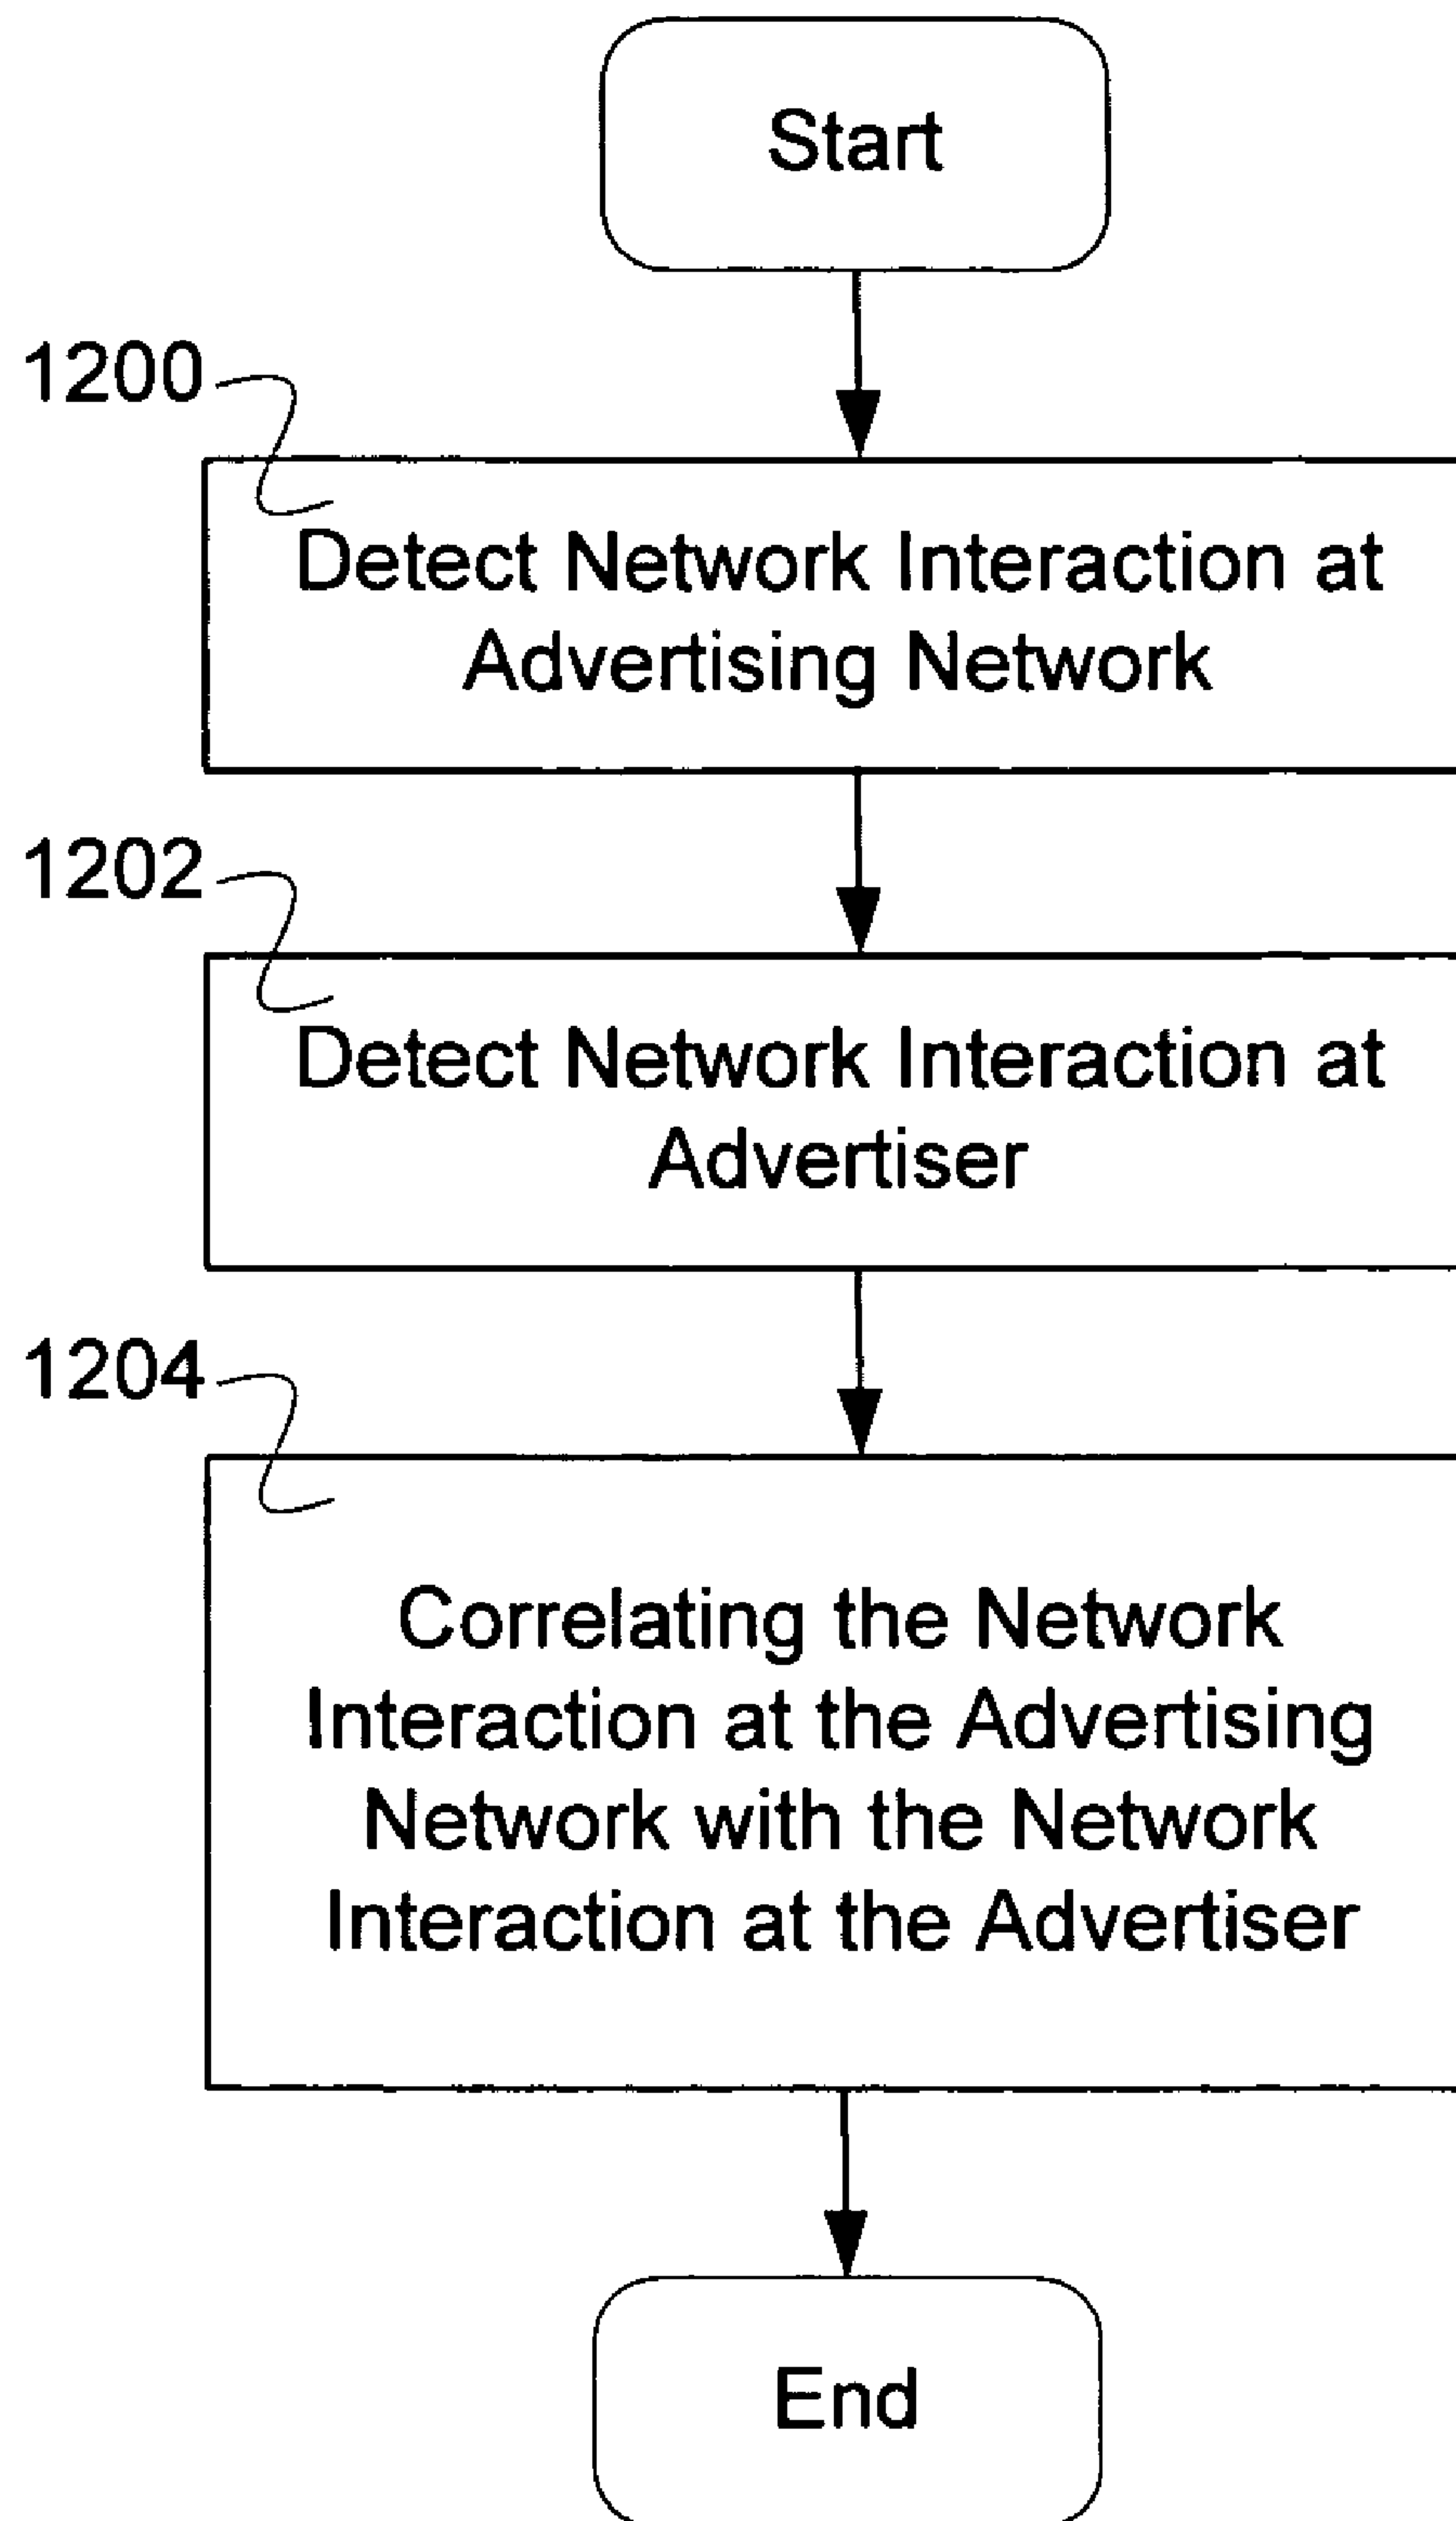 Start
1200
Detect Network Interaction at
Advertising Network
1202
Detect Network Interaction at
Advertiser
1204
Correlating the Network
Interaction at the Advertising
Network with the Network
Interaction at the Advertiser
End